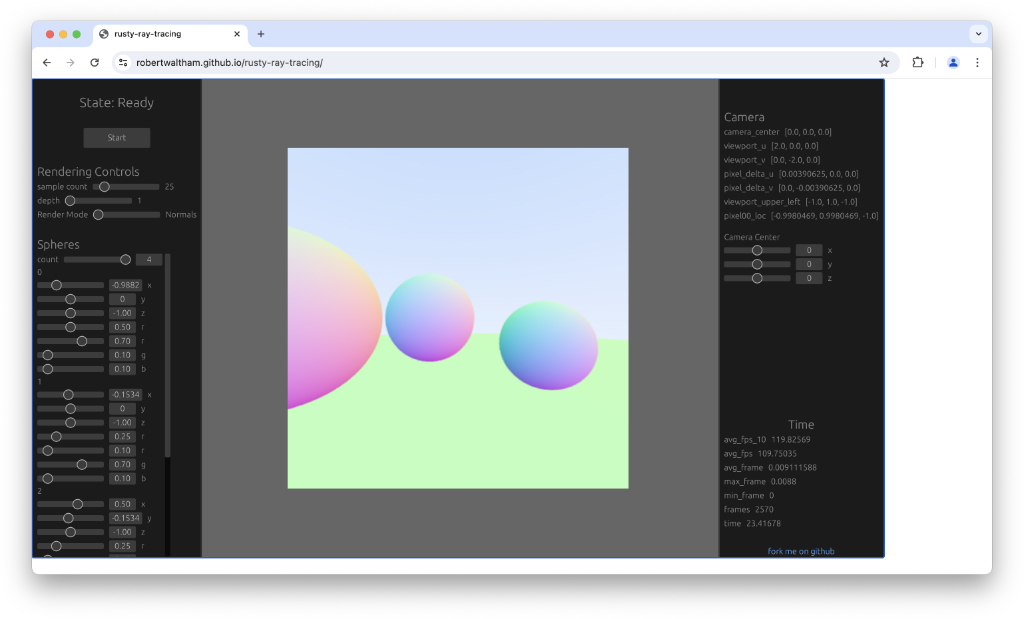 rusty-ray-tracing
robertwaltham.github.io/rusty-ray-tracing/
State: Ready
Start
Rendering Controls
sample count 25
depth 1
Render Mode Normals
Spheres
count 4
0
-0.9882 x
0 y
-1.00 z
0.50 r
0.70 r
0.10 g
0.10 b
1
-0.1534 x
0 y
-1.00 z
0.25 r
0.10 r
0.70 g
0.10 b
2
0.50 x
-0.1534 y
-1.00 z
0.25 r
Camera
camera_center [0.0, 0.0, 0.0]
viewport_u [2.0, 0.0, 0.0]
viewport_v [0.0, -2.0, 0.0]
pixel_delta_u [0.00390625, 0.0, 0.0]
pixel_delta_v [0.0, -0.00390625, 0.0]
viewport_upper_left [-1.0, 1.0, -1.0]
pixel00_loc [-0.9980469, 0.9980469, -1.0]
Camera Center
0 x
0 y
0 z
Time
avg_fps_10 119.82569
avg_fps 109.75035
avg_frame 0.009111588
max_frame 0.0088
min_frame 0
frames 2570
time 23.41678
fork me on github